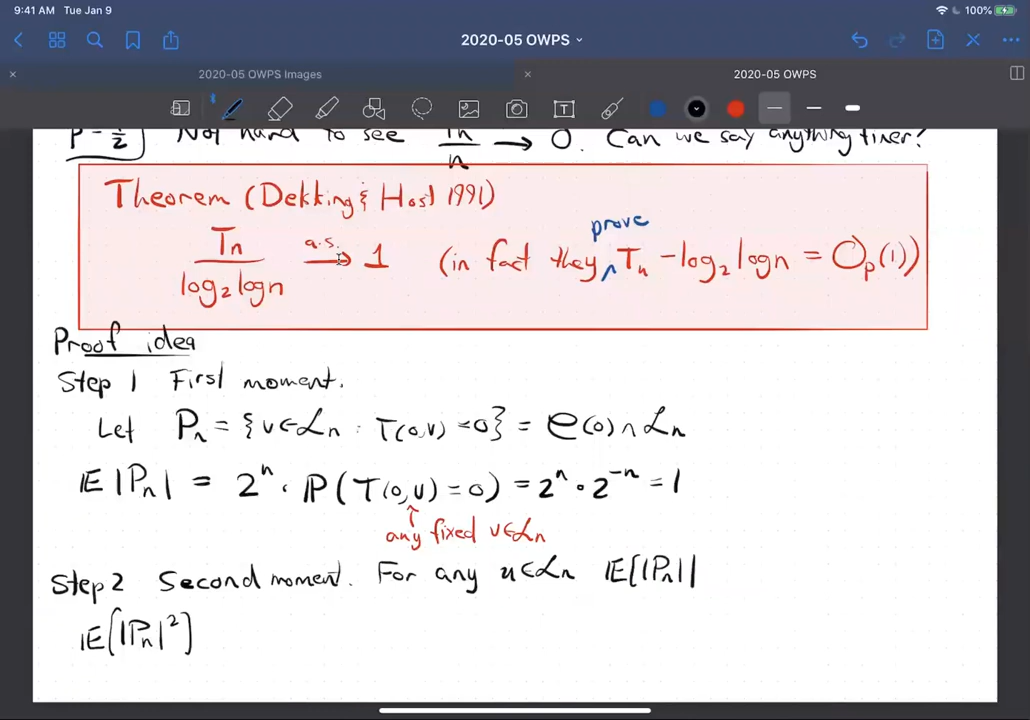 9:41 AM Tue Jan 9
100%
2020-05 OWPS
2020-05 OWPS Images
2020-05 OWPS
P = 1/2 Not hard to see Tn/n → 0. Can we say anything finer?
Theorem (Dekking & Host 1991)
Tn / log₂ log n a.s. → 1 (in fact they prove Tn − log₂ log n = Op(1))
Proof idea
Step 1 First moment.
Let Pn = {v ∈ ℒn : T(0,v) = 0} = C(0) ∩ ℒn
𝔼|Pn| = 2^n · ℙ(T(0,v) = 0) = 2^n · 2^-n = 1
↑
any fixed v ∈ ℒn
Step 2 Second moment. For any u ∈ ℒn 𝔼[|Pn|
𝔼[|Pn|²]